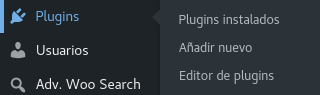 Plugins
Usuarios
Adv. Woo Search
Plugins instalados
Añadir nuevo
Editor de plugins